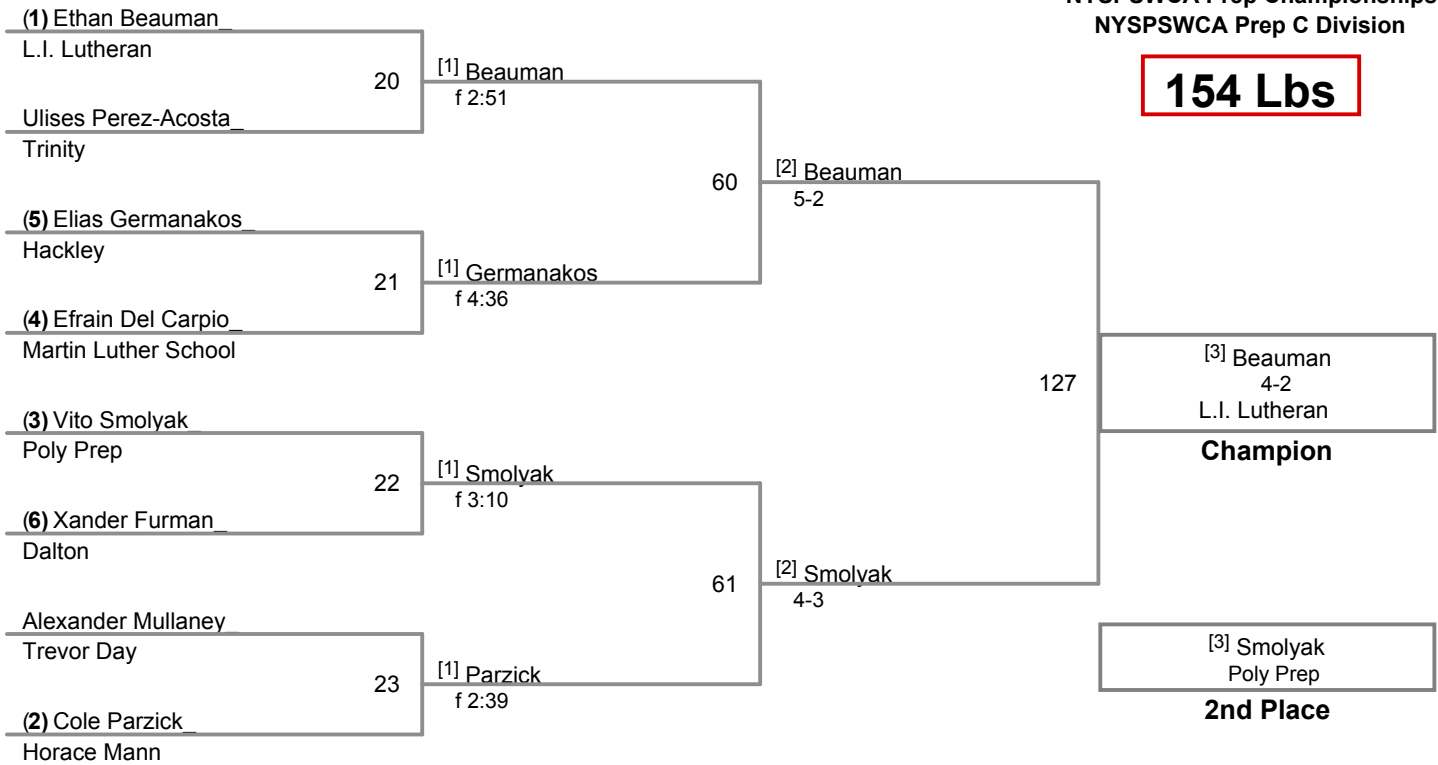 NYSPSWCA Prep Championships
NYSPSWCA Prep C Division
154 Lbs
(1) Ethan Beauman_
L.I. Lutheran
20
Ulises Perez-Acosta_
Trinity
[1] Beauman
f 2:51
(5) Elias Germanakos_
Hackley
21
(4) Efrain Del Carpio_
Martin Luther School
[1] Germanakos
f 4:36
60
[2] Beauman
5-2
(3) Vito Smolyak_
Poly Prep
22
(6) Xander Furman_
Dalton
[1] Smolyak
f 3:10
Alexander Mullaney_
Trevor Day
23
(2) Cole Parzick_
Horace Mann
[1] Parzick
f 2:39
61
[2] Smolyak
4-3
127
[3] Beauman
4-2
L.I. Lutheran
Champion
[3] Smolyak
Poly Prep
2nd Place